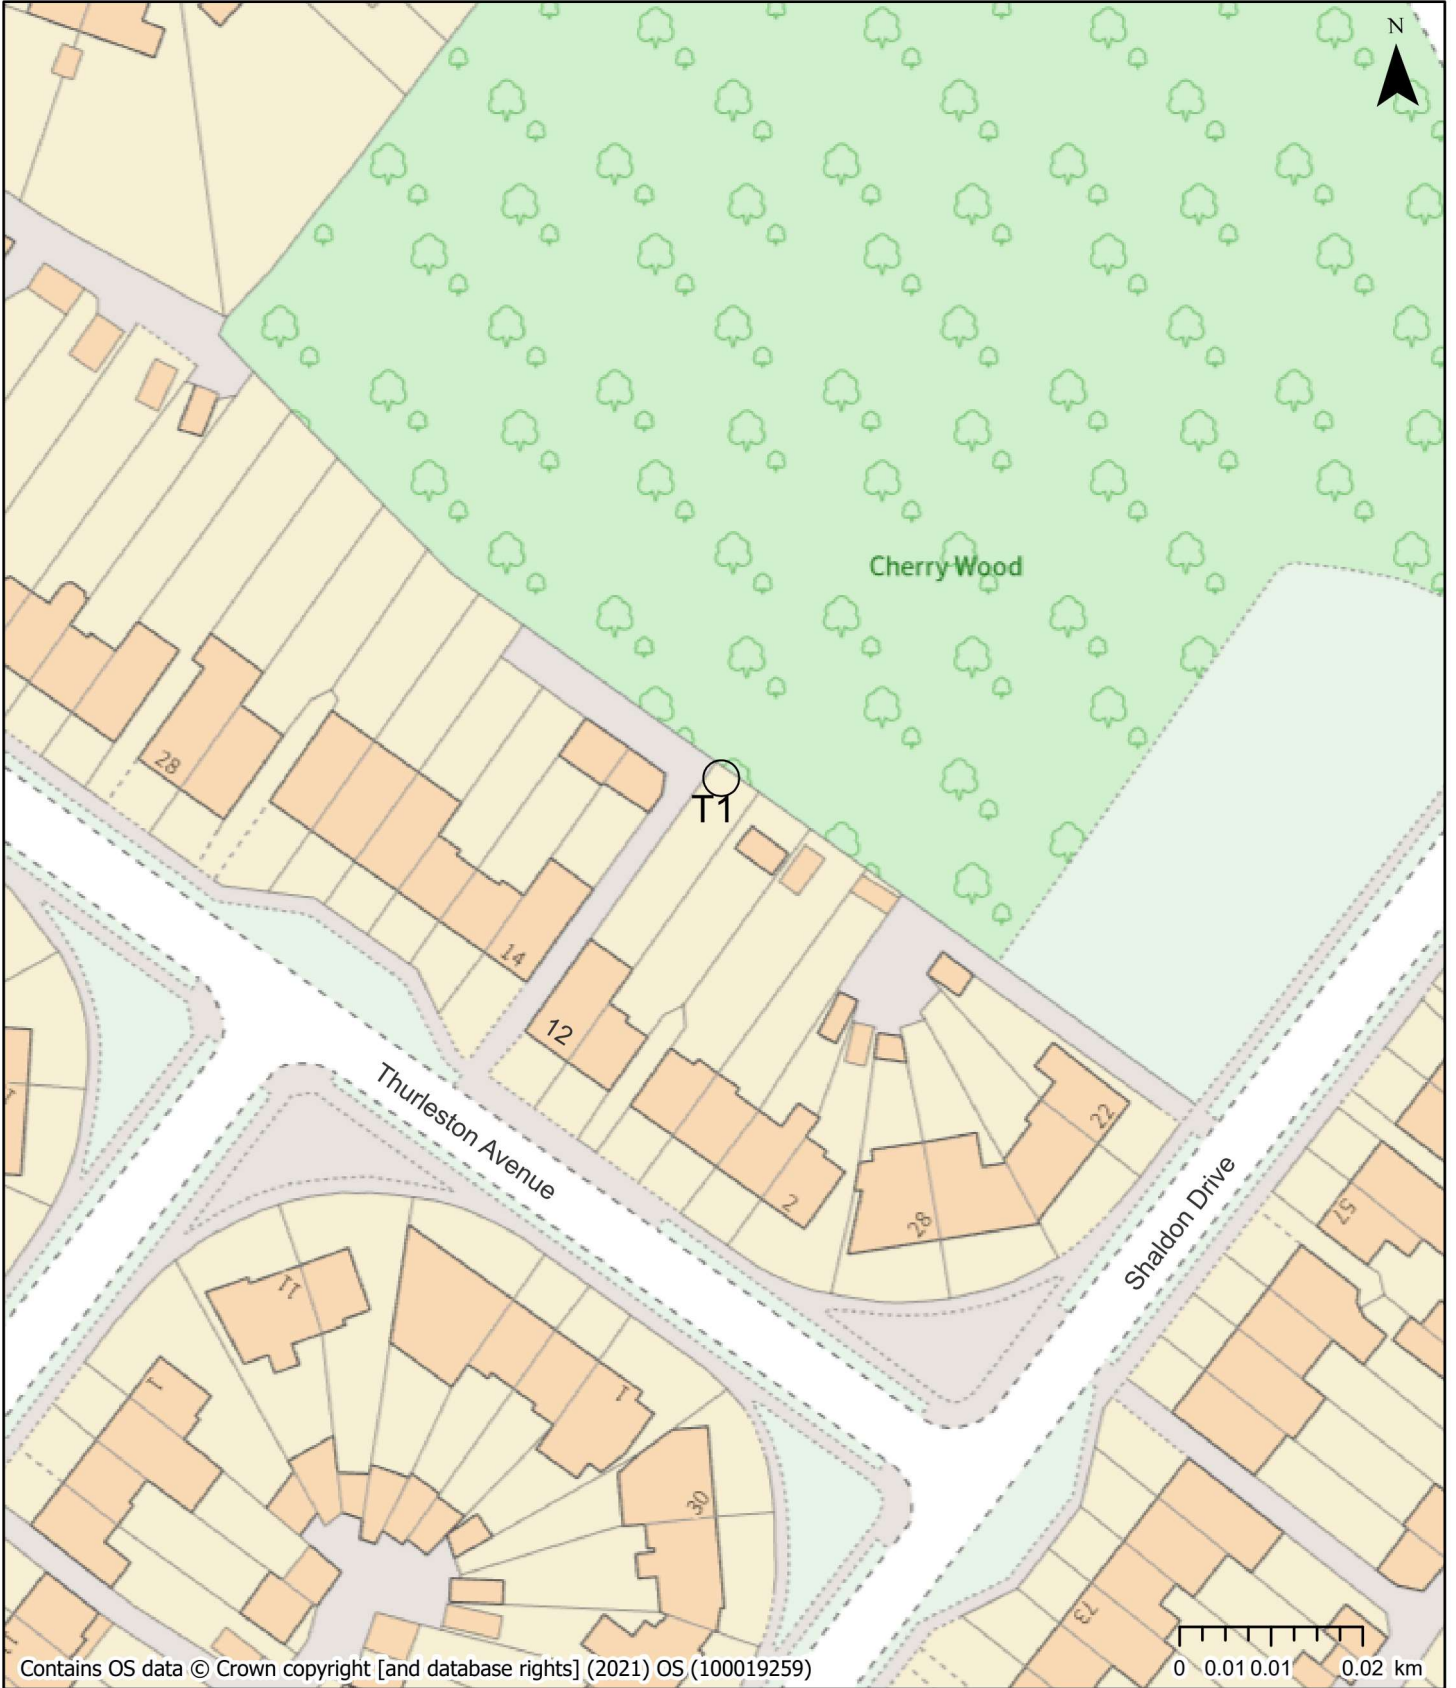 N
Cherry Wood
T1
28
14
12
Thurleston Avenue
2
28
22
Shaldon Drive
57
11
1
1
30
73
0 0.01 0.01 0.02 km
Contains OS data © Crown copyright [and database rights] (2021) OS (100019259)